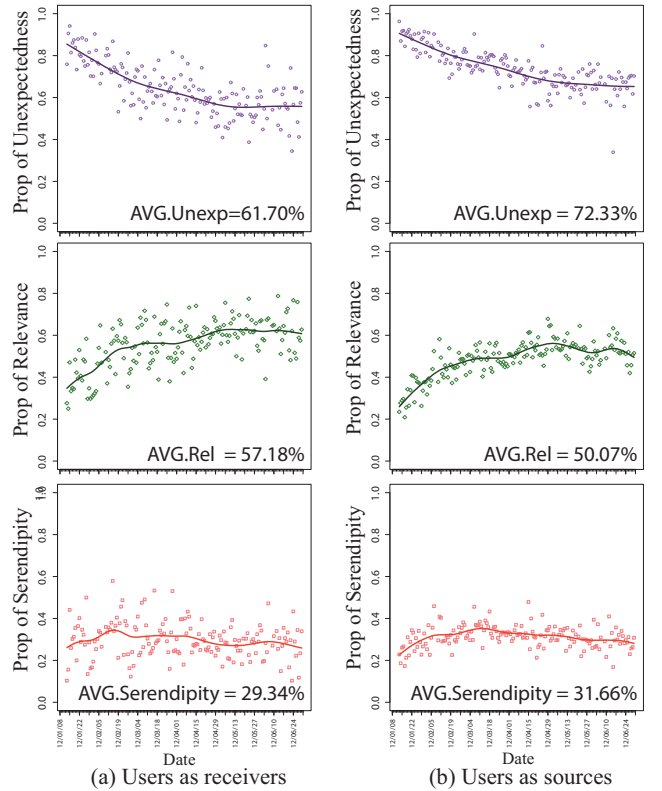 Prop of Unexpectedness
0.0 0.2 0.4 0.6 0.8 1.0
AVG.Unexp=61.70%
Prop of Unexpectedness
0.0 0.2 0.4 0.6 0.8 1.0
AVG.Unexp = 72.33%
Prop of Relevance
0.0 0.2 0.4 0.6 0.8 1.0
AVG.Rel = 57.18%
Prop of Relevance
0.0 0.2 0.4 0.6 0.8 1.0
AVG.Rel = 50.07%
Prop of Serendipity
0.0 0.2 0.4 0.6 0.8 1.0
AVG.Serendipity = 29.34%
12/01/08 12/01/22 12/02/05 12/02/19 12/03/04 12/03/18 12/04/01 12/04/15 12/04/29 12/05/13 12/05/27 12/06/10 12/06/24
Date
(a) Users as receivers
Prop of Serendipity
0.0 0.2 0.4 0.6 0.8 1.0
AVG.Serendipity = 31.66%
12/01/08 12/01/22 12/02/05 12/02/19 12/03/04 12/03/18 12/04/01 12/04/15 12/04/29 12/05/13 12/05/27 12/06/10 12/06/24
Date
(b) Users as sources